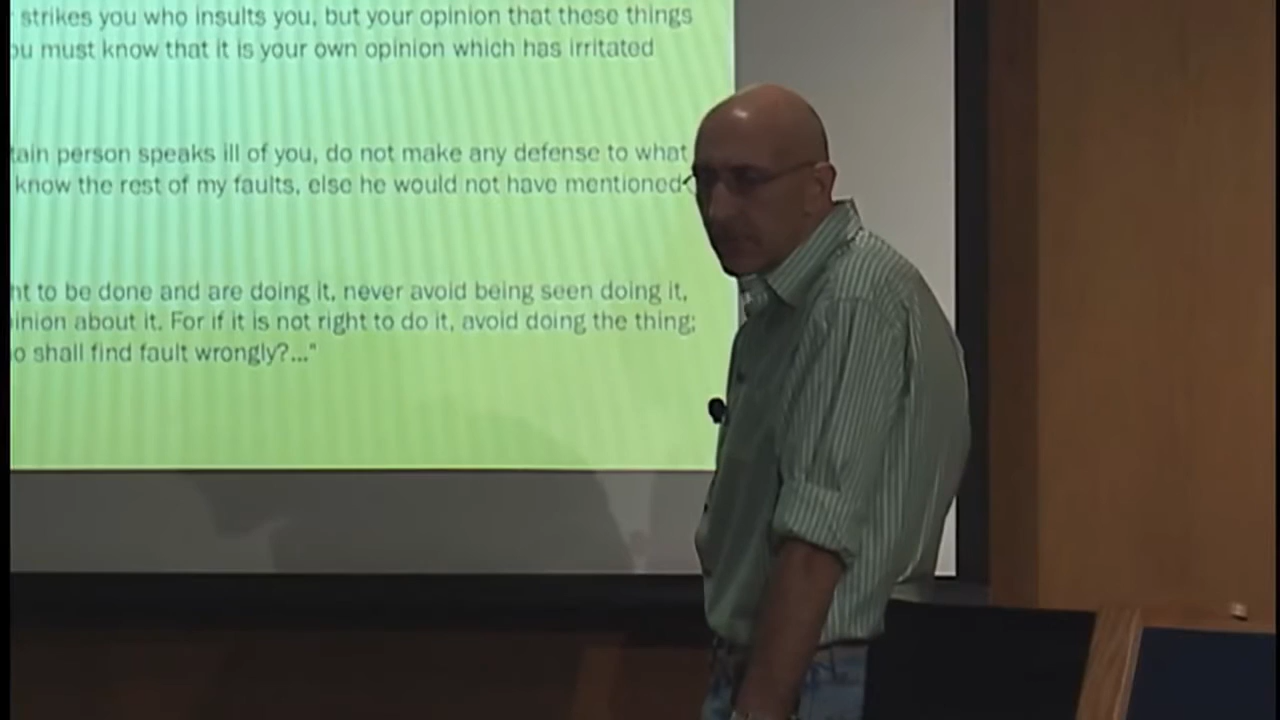 strikes you who insults you, but your opinion that these things
ou must know that it is your own opinion which has irritated
tain person speaks ill of you, do not make any defense to what
know the rest of my faults, else he would not have mentioned
ht to be done and are doing it, never avoid being seen doing it,
inion about it. For if it is not right to do it, avoid doing the thing;
o shall find fault wrongly?..."